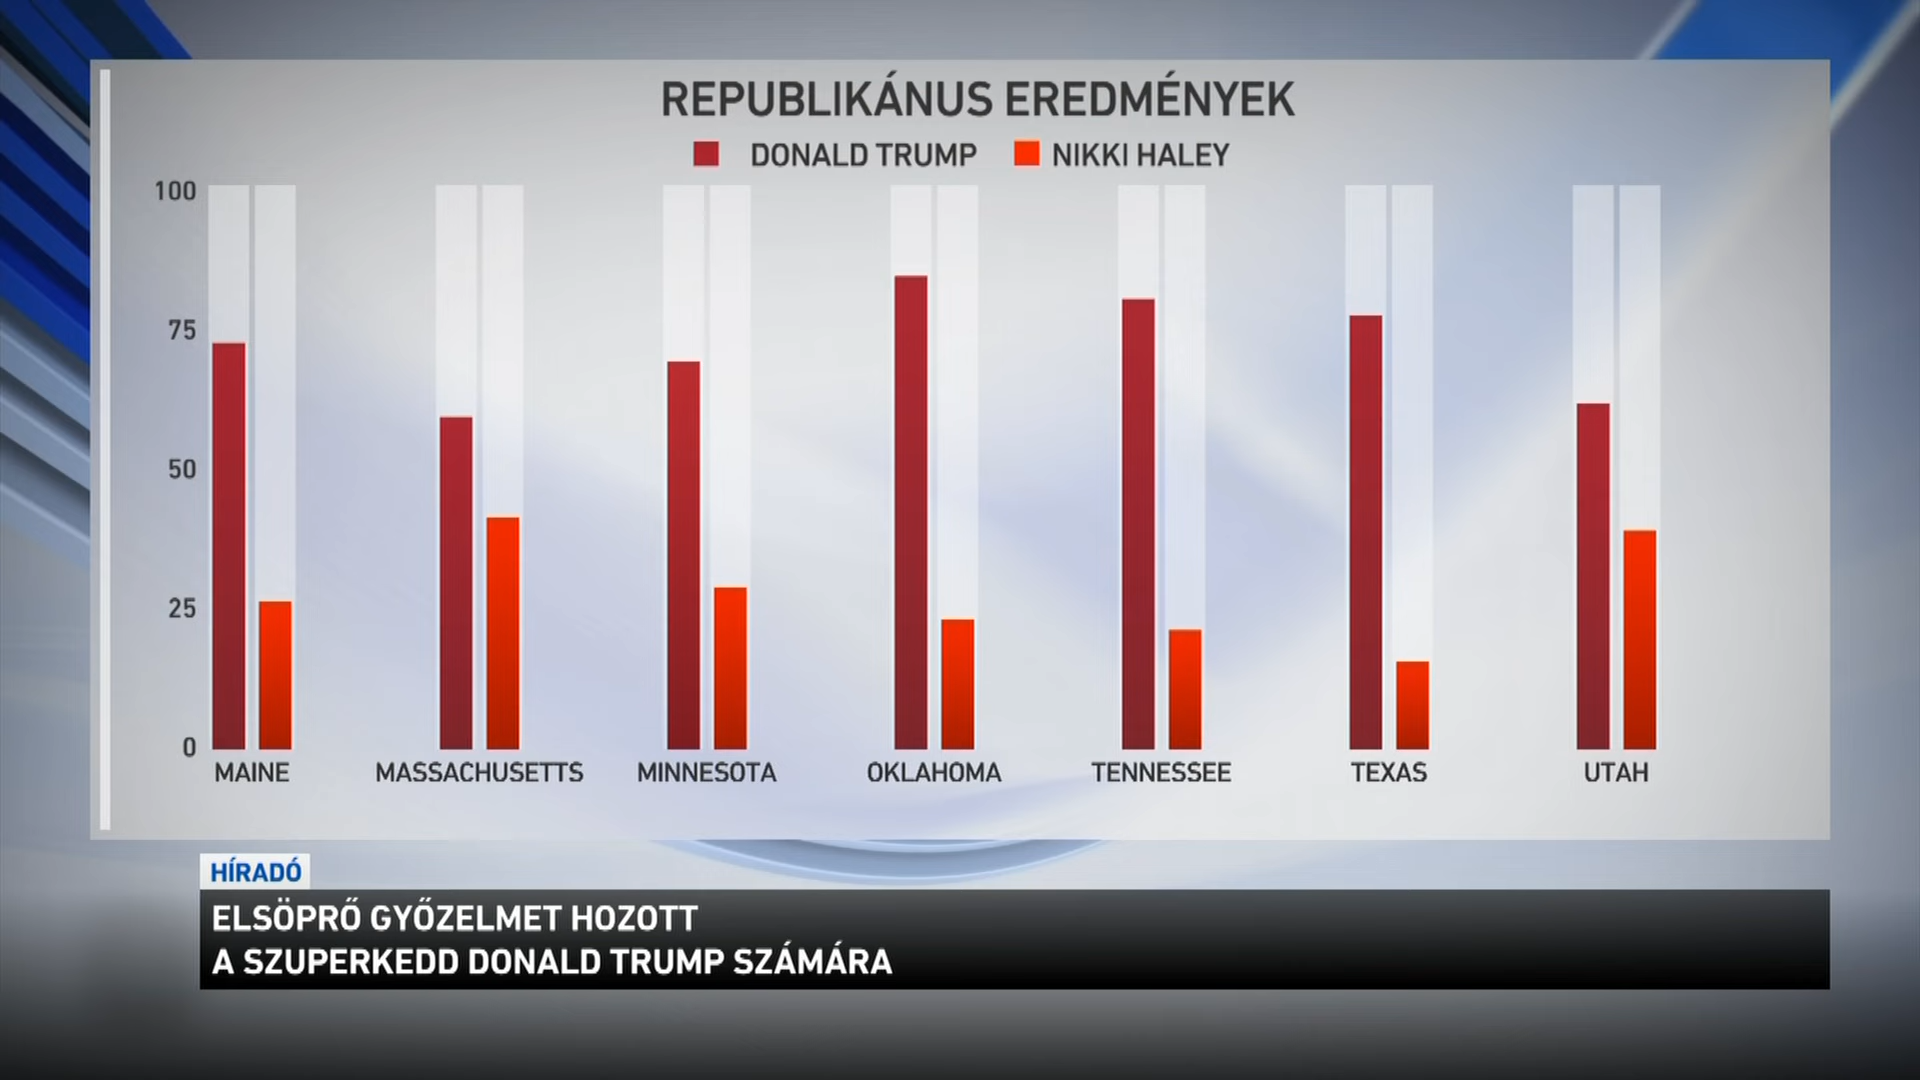 REPUBLIKÁNUS EREDMÉNYEK
DONALD TRUMP NIKKI HALEY
100
75
50
25
0
MAINE MASSACHUSETTS MINNESOTA OKLAHOMA TENNESSEE TEXAS UTAH
HÍRADÓ
ELSÖPRŐ GYŐZELMET HOZOTT
A SZUPERKEDD DONALD TRUMP SZÁMÁRA